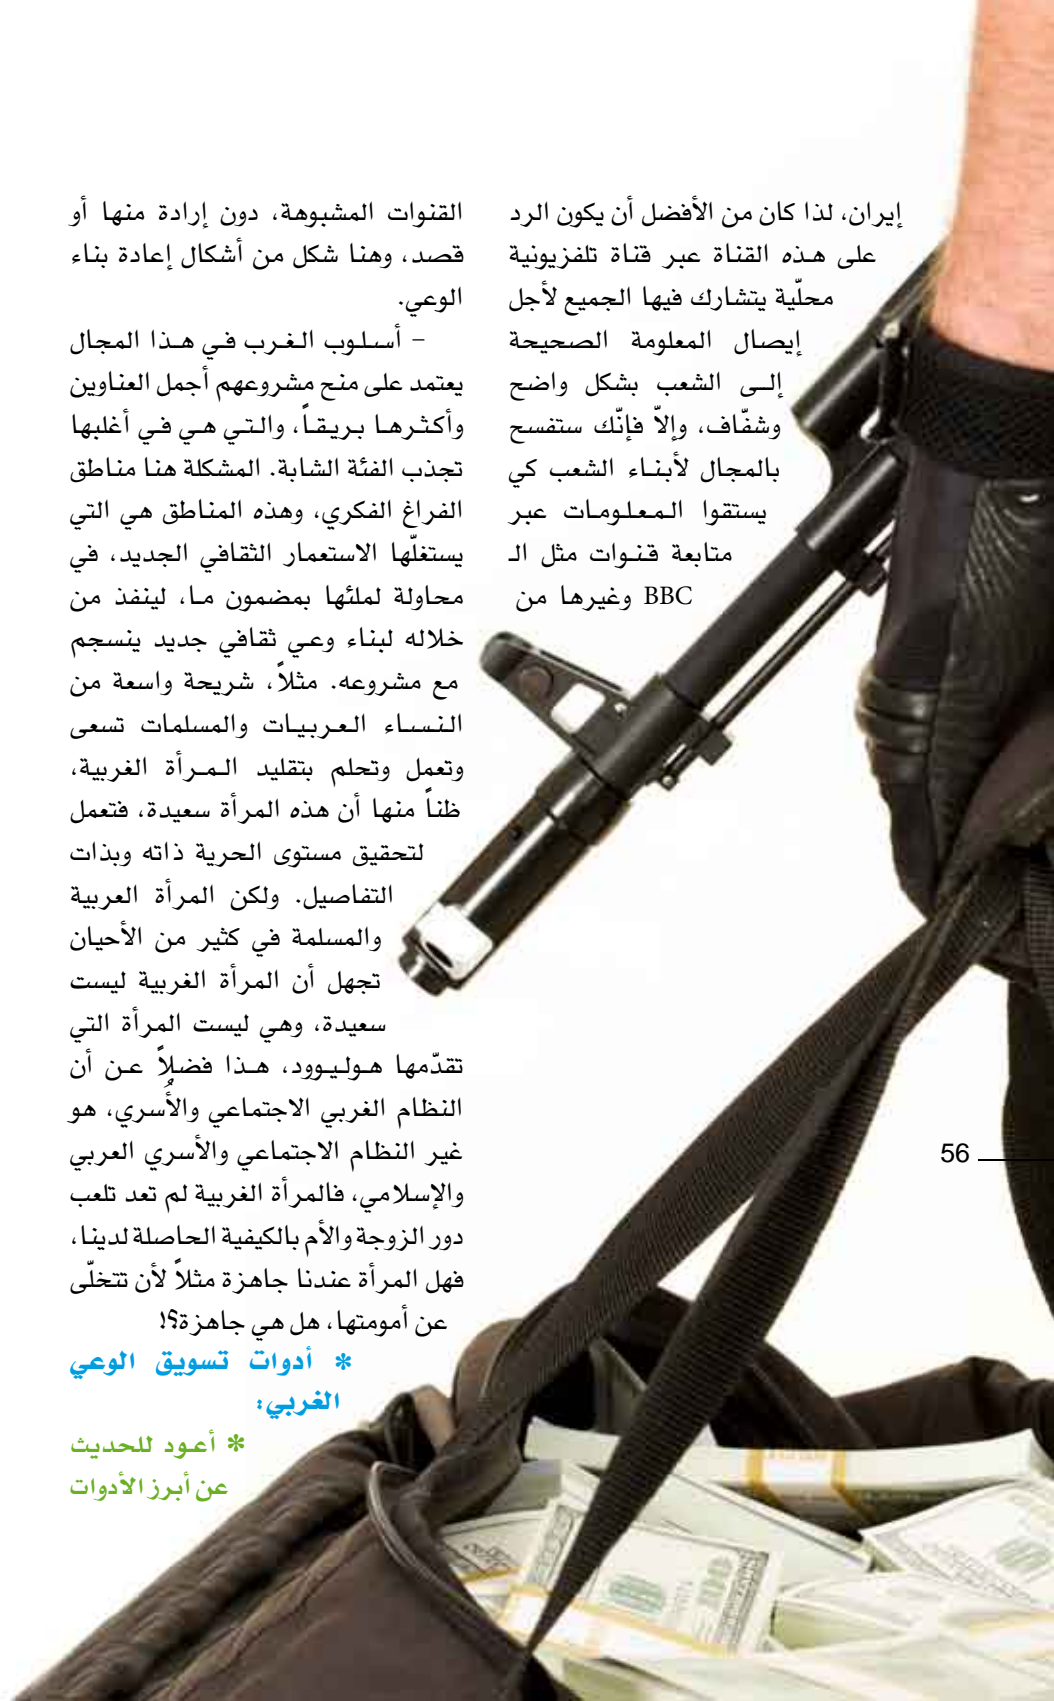 إيران، لذا كان من الأفضل أن يكون الرد
على هذه القناة عبر قناة تلفزيونية
محلّية يتشارك فيها الجميع لأجل
إيصال المعلومة الصحيحة
إلى الشعب بشكل واضح
وشفّاف، وإلاّ فإنّك ستفسح
بالمجال لأبناء الشعب كي
يستقوا المعلومات عبر
متابعة قنوات مثل الـ
BBC وغيرها من
القنوات المشبوهة، دون إرادة منها أو
قصد، وهنا شكل من أشكال إعادة بناء
الوعي.
– أسلوب الغرب في هذا المجال
يعتمد على منح مشروعهم أجمل العناوين
وأكثرها بريقاً، والتي هي في أغلبها
تجذب الفئة الشابة. المشكلة هنا مناطق
الفراغ الفكري، وهذه المناطق هي التي
يستغلّها الاستعمار الثقافي الجديد، في
محاولة لملئها بمضمون ما، لينفذ من
خلاله لبناء وعي ثقافي جديد ينسجم
مع مشروعه. مثلاً، شريحة واسعة من
النساء العربيات والمسلمات تسعى
وتعمل وتحلم بتقليد المرأة الغربية،
ظناً منها أن هذه المرأة سعيدة، فتعمل
لتحقيق مستوى الحرية ذاته وبذات
التفاصيل. ولكن المرأة العربية
والمسلمة في كثير من الأحيان
تجهل أن المرأة الغربية ليست
سعيدة، وهي ليست المرأة التي
تقدّمها هوليوود، هذا فضلاً عن أن
النظام الغربي الاجتماعي والأُسري، هو
غير النظام الاجتماعي والأسري العربي
والإسلامي، فالمرأة الغربية لم تعد تلعب
دور الزوجة والأم بالكيفية الحاصلة لدينا،
فهل المرأة عندنا جاهزة مثلاً لأن تتخلّى
عن أمومتها، هل هي جاهزة؟!
* أدوات تسويق الوعي
الغربي:
* أعود للحديث
عن أبرز الأدوات
56